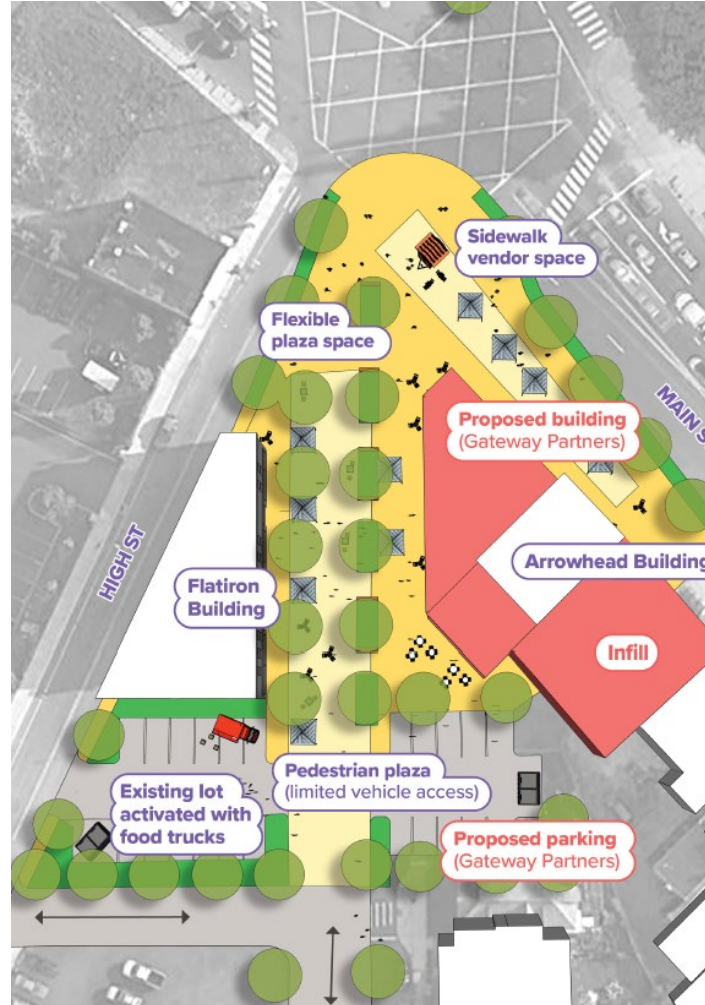 Sidewalk
vendor space
Flexible
plaza space
Proposed building
(Gateway Partners)
MAIN S
HIGH ST
Flatiron
Building
Arrowhead Building
Infill
Pedestrian plaza
(limited vehicle access)
Existing lot
activated with
food trucks
Proposed parking
(Gateway Partners)